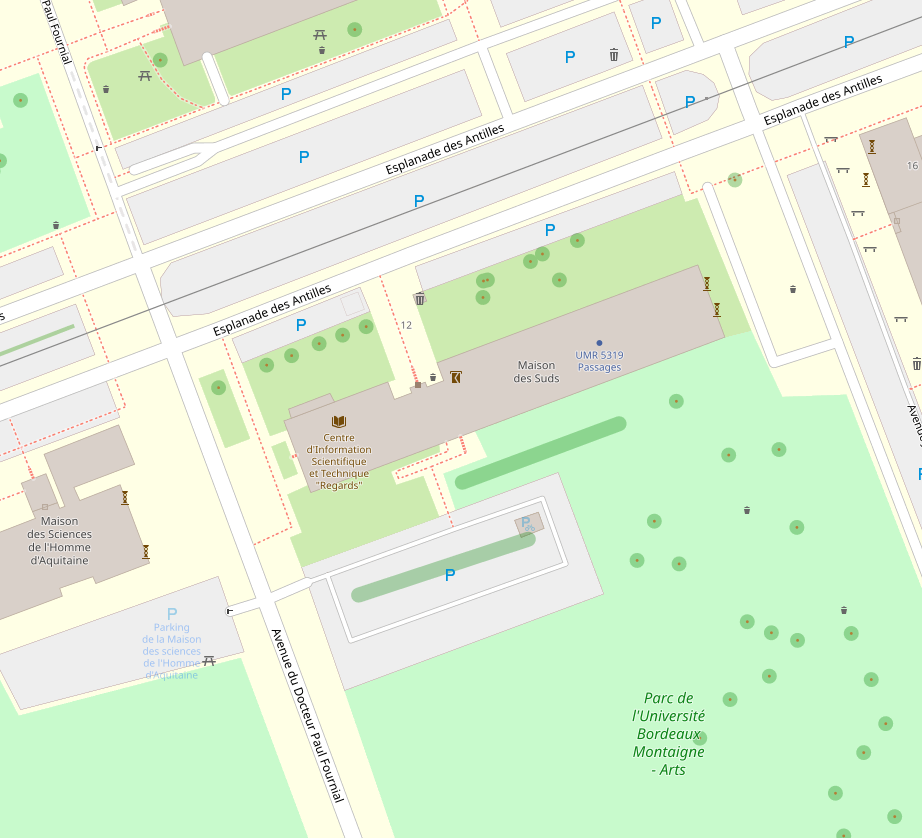 Paul Fournial
P
P
P
P
P
Esplanade des Antilles
Esplanade des Antilles
P
16
P
P
s
Esplanade des Antilles
P
12
Maison
des Suds
UMR 5319
Passages
Centre
d'Information
Scientifique
et Technique
"Regards"
Avenue
P
Maison
des Sciences
de l'Homme
d'Aquitaine
P
P
P
Parking
de la Maison
des sciences
de l'Homme
d'Aquitaine
Avenue du Docteur Paul Fournial
Parc de
l'Université
Bordeaux
Montaigne
- Arts